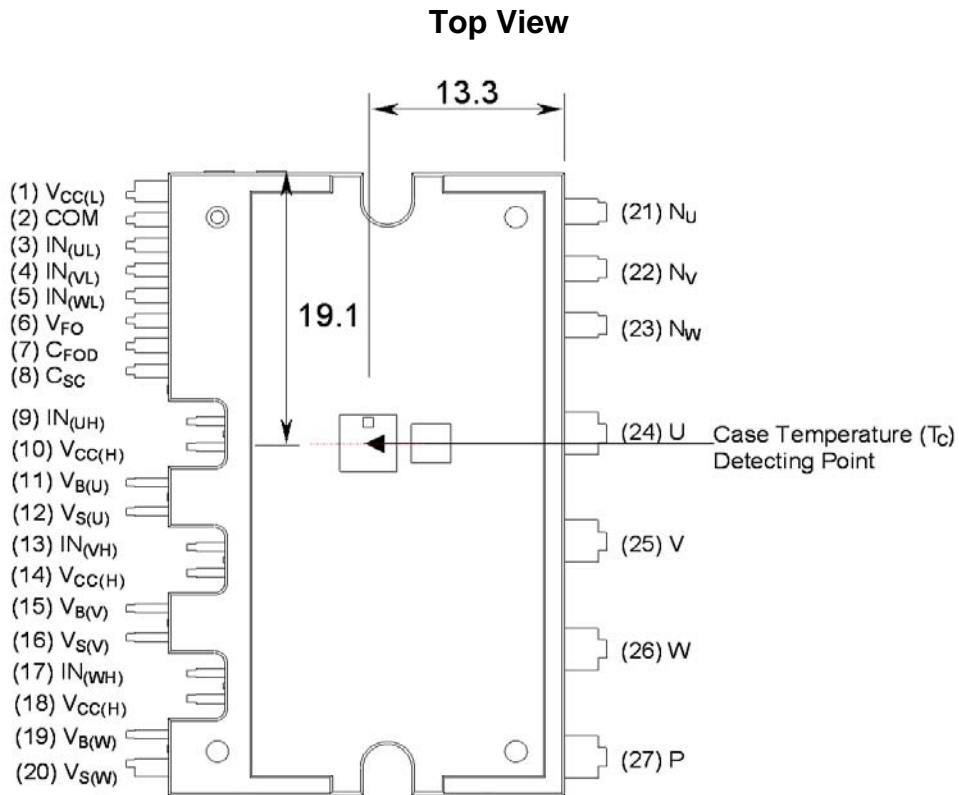 Top View
13.3
19.1
(1) VCC(L)
(2) COM
(3) IN(UL)
(4) IN(VL)
(5) IN(WL)
(6) VFO
(7) CFOD
(8) CSC
(9) IN(UH)
(10) VCC(H)
(11) VB(U)
(12) VS(U)
(13) IN(VH)
(14) VCC(H)
(15) VB(V)
(16) VS(V)
(17) IN(WH)
(18) VCC(H)
(19) VB(W)
(20) VS(W)
(21) NU
(22) NV
(23) NW
(24) U
Case Temperature (TC)
Detecting Point
(25) V
(26) W
(27) P